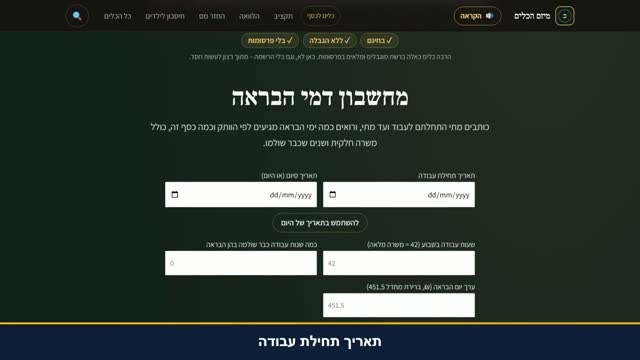 מיזם הכלים
הקראה
כלים לכסף
תקציב
הלוואה
החזר מס
חיסכון לילדים
כל הכלים
✓ בחינם
✓ ללא הגבלה
✓ בלי פרסומות
הרבה כלים כאלה ברשת מוגבלים ומלאים בפרסומות. כאן לא, וגם בלי הרשמה – מתוך רצון לעשות חסד.
מחשבון דמי הבראה
כותבים מתי התחלתם לעבוד ועד מתי, ורואים כמה ימי הבראה מגיעים לפי הוותק וכמה כסף זה, כולל
משרה חלקית ושנים שכבר שולמו.
תאריך תחילת עבודה
תאריך סיום (או היום)
dd/mm/yyyy
dd/mm/yyyy
להשתמש בתאריך של היום
שעות עבודה בשבוע (42 = משרה מלאה)
כמה שנות עבודה כבר שולמה בהן הבראה
42
0
ערך יום הבראה (₪, ברירת מחדל 451.5)
451.5
תאריך תחילת עבודה